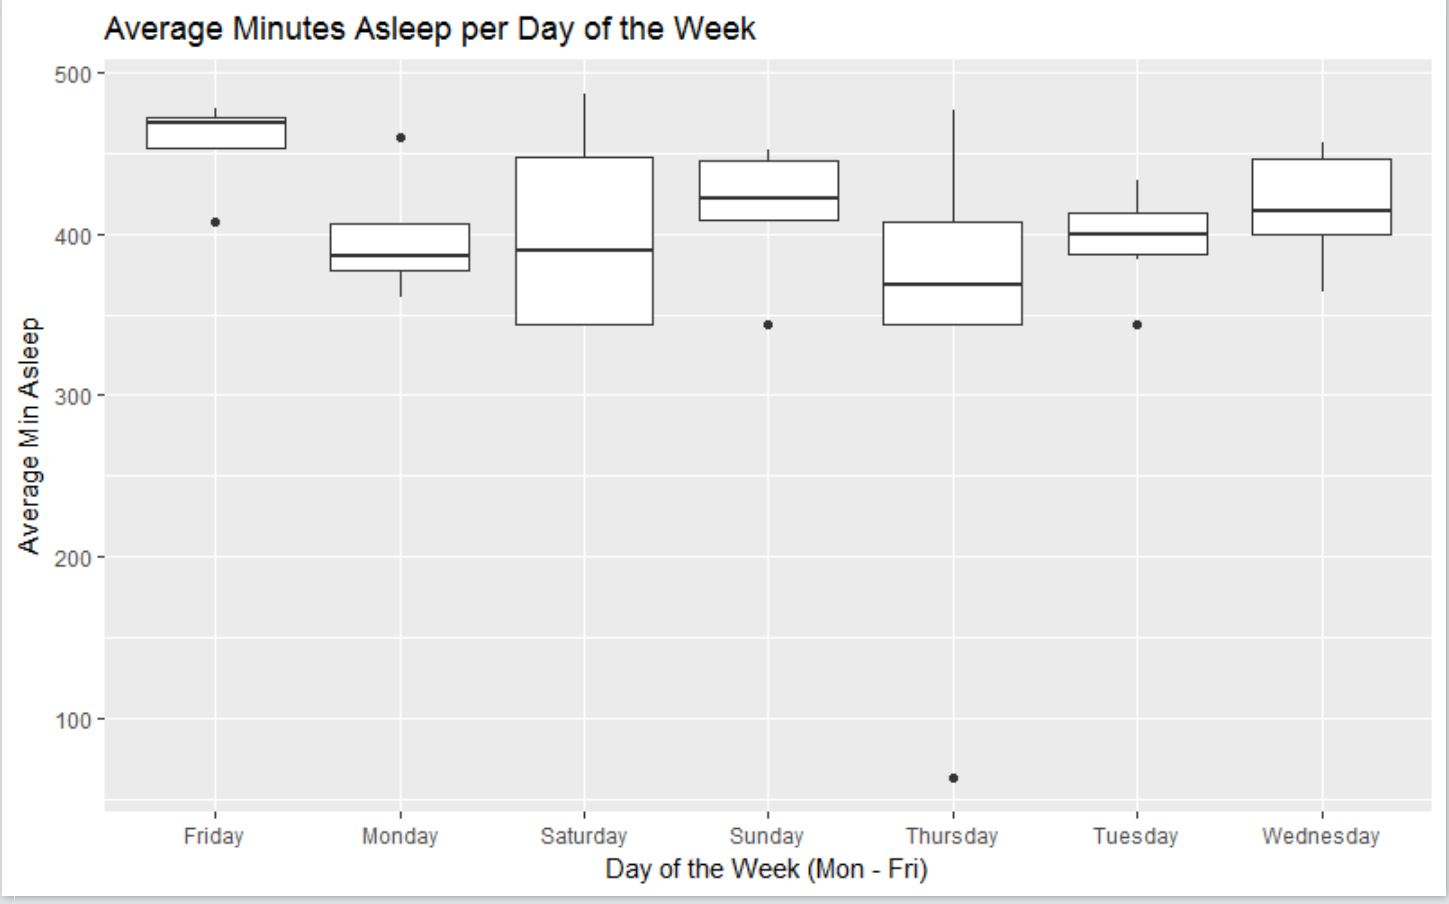 Average Minutes Asleep per Day of the Week
500
400
300
200
100
Average Min Asleep
Friday Monday Saturday Sunday Thursday Tuesday Wednesday
Day of the Week (Mon - Fri)